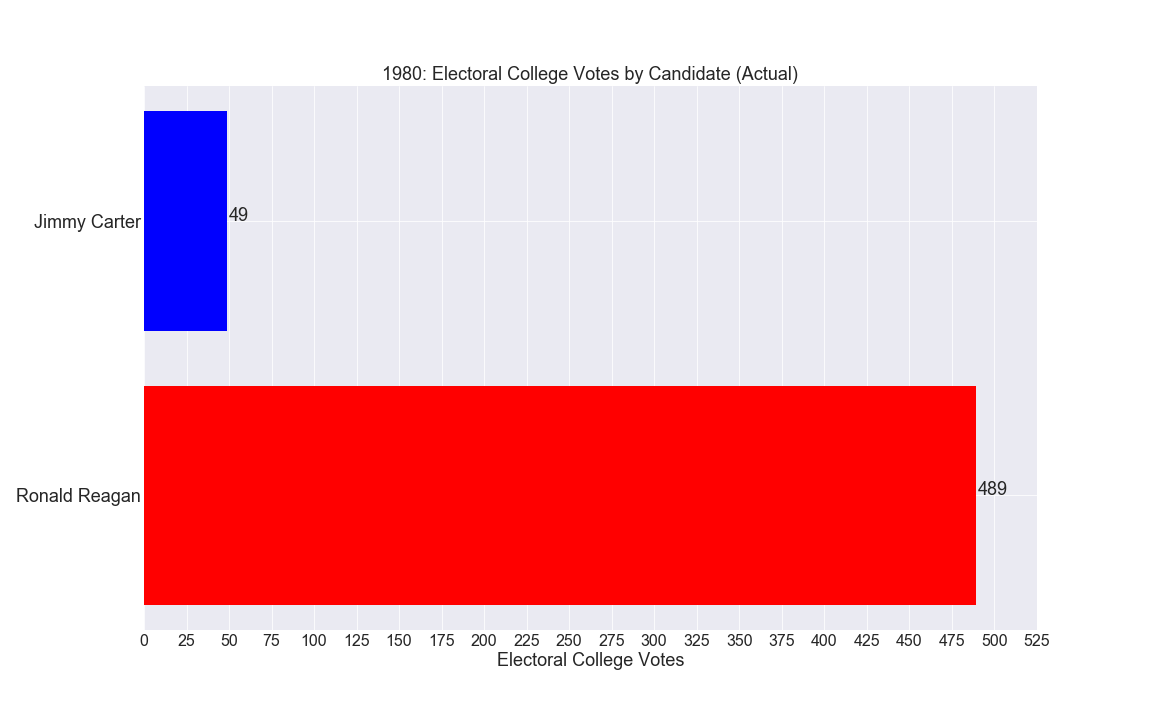 1980: Electoral College Votes by Candidate (Actual)
Jimmy Carter
49
Ronald Reagan
489
0 25 50 75 100 125 150 175 200 225 250 275 300 325 350 375 400 425 450 475 500 525
Electoral College Votes